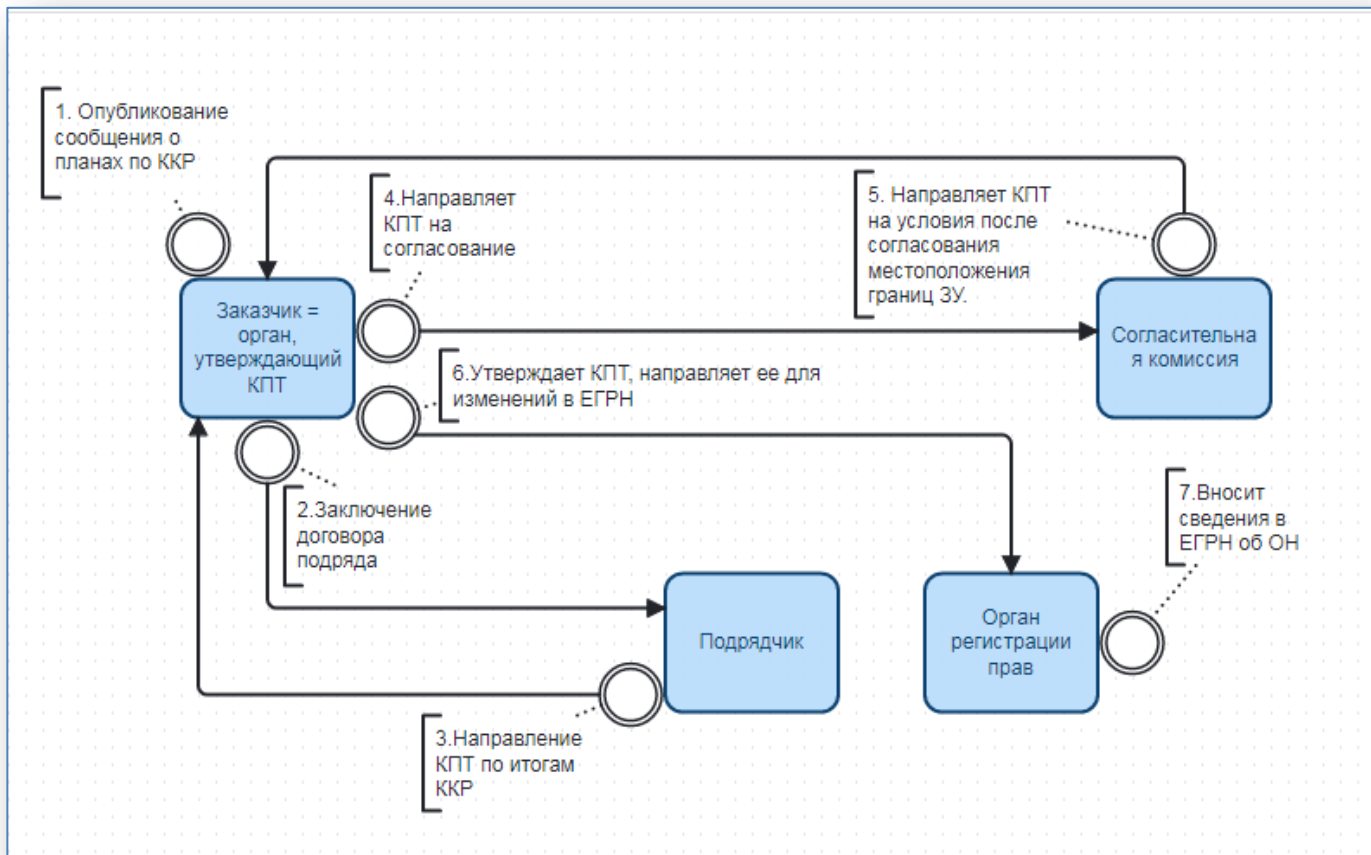 1. Опубликование
сообщения о
планах по ККР
4.Направляет
КПТ на
согласование
5. Направляет КПТ
на условия после
согласования
местоположения
границ ЗУ.
Заказчик =
орган,
утверждающий
КПТ
Согласительна
я комиссия
6.Утверждает КПТ, направляет ее для
изменений в ЕГРН
2.Заключение
договора
подряда
7.Вносит
сведения в
ЕГРН об ОН
Подрядчик
Орган
регистрации
прав
3.Направление
КПТ по итогам
ККР